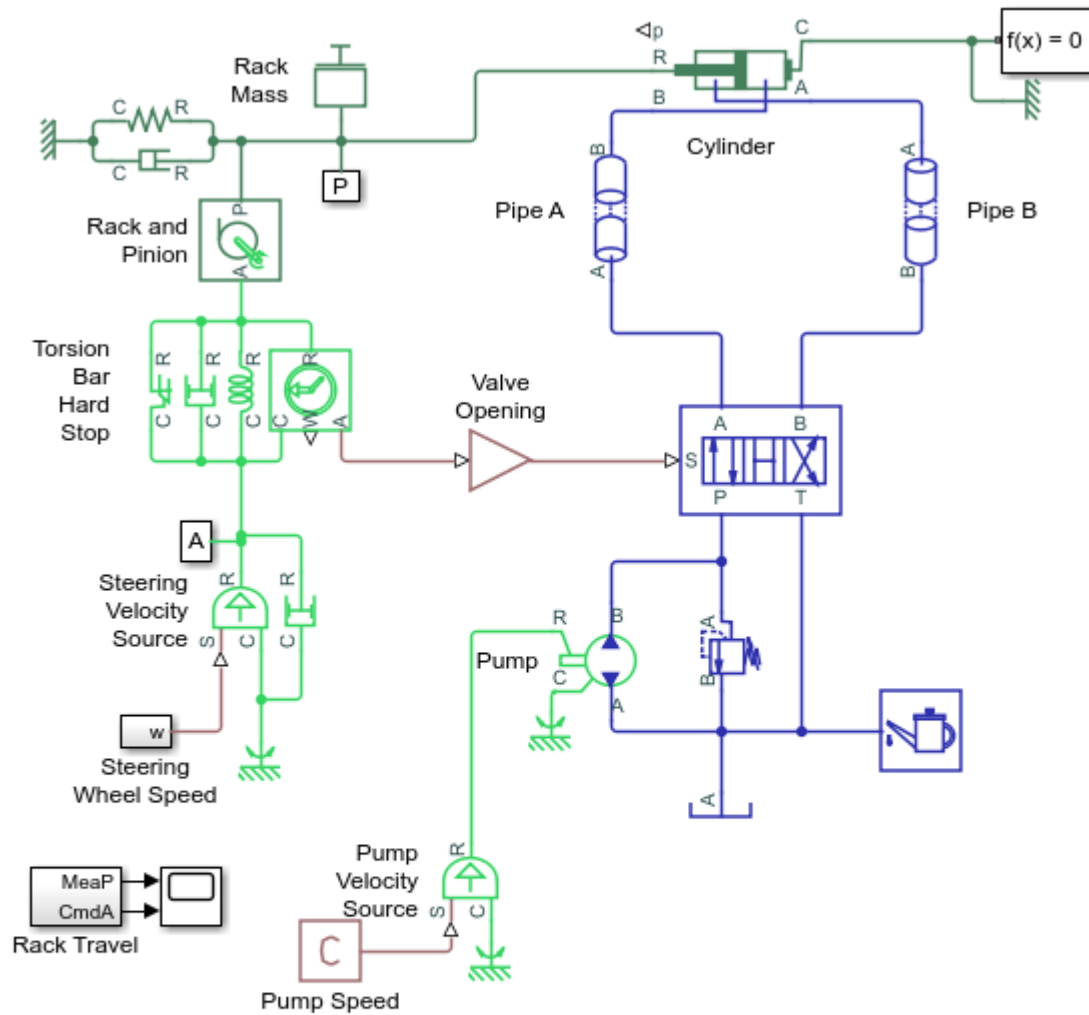 p
C
R
f(x) = 0
Rack
Mass
C
R
B
A
Cylinder
C
R
P
B
A
P
Pipe A
Pipe B
Rack and
Pinion
A
A
B
Torsion
Bar
Hard
Stop
R
R
R
R
C
C
C
C
W
A
Valve
Opening
A
B
S
P
T
A
R
R
Steering
Velocity
Source
S
C
C
R
B
Pump
C
A
A
B
w
Steering
Wheel Speed
A
Pump
Velocity
Source
R
S
C
MeaP
CmdA
Rack Travel
C
Pump Speed